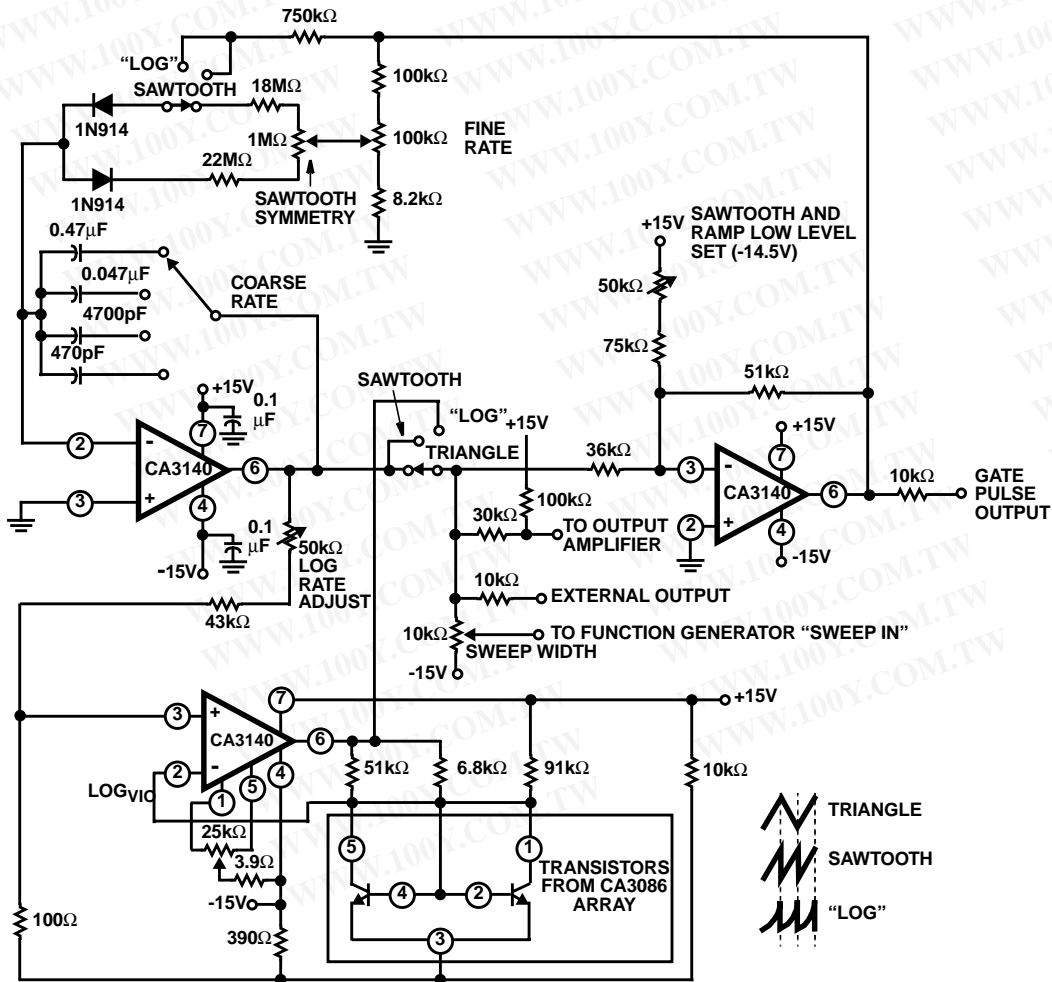 WWW.100Y.COM.TW
750kΩ
"LOG"
SAWTOOTH
100kΩ
18MΩ
1N914
1MΩ
100kΩ
FINE
RATE
22MΩ
1N914
SAWTOOTH
SYMMETRY
8.2kΩ
0.47μF
0.047μF
4700pF
470pF
COARSE
RATE
+15V
SAWTOOTH AND
RAMP LOW LEVEL
SET (-14.5V)
50kΩ
75kΩ
51kΩ
+15V
0.1
μF
7
2
-
CA3140
6
3
+
4
0.1
μF
-15V
SAWTOOTH
"LOG"
+15V
TRIANGLE
36kΩ
100kΩ
30kΩ
TO OUTPUT
AMPLIFIER
+15V
7
3
-
CA3140
6
2
+
4
-15V
10kΩ
GATE
PULSE
OUTPUT
50kΩ
LOG
RATE
ADJUST
43kΩ
10kΩ
EXTERNAL OUTPUT
10kΩ
TO FUNCTION GENERATOR "SWEEP IN"
SWEEP WIDTH
-15V
7
+15V
3
+
CA3140
6
2
-
4
5
1
LOGVIO
51kΩ
6.8kΩ
91kΩ
10kΩ
25kΩ
3.9Ω
-15V
100Ω
390Ω
5
1
TRANSISTORS
FROM CA3086
ARRAY
4
2
3
TRIANGLE
SAWTOOTH
"LOG"